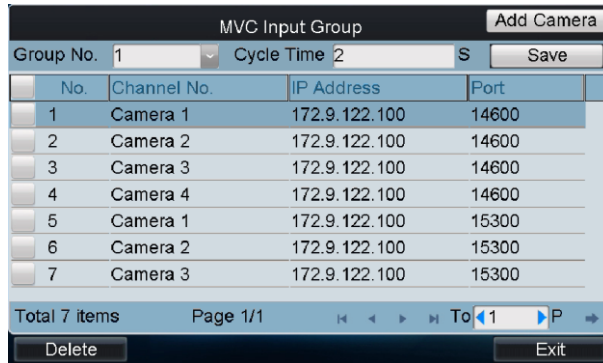 MVC Input Group Add Camera
Group No. 1 Cycle Time 2 S Save
No. Channel No. IP Address Port
1 Camera 1 172.9.122.100 14600
2 Camera 2 172.9.122.100 14600
3 Camera 3 172.9.122.100 14600
4 Camera 4 172.9.122.100 14600
5 Camera 1 172.9.122.100 15300
6 Camera 2 172.9.122.100 15300
7 Camera 3 172.9.122.100 15300
Total 7 items Page 1/1 To 1 P
Delete Exit